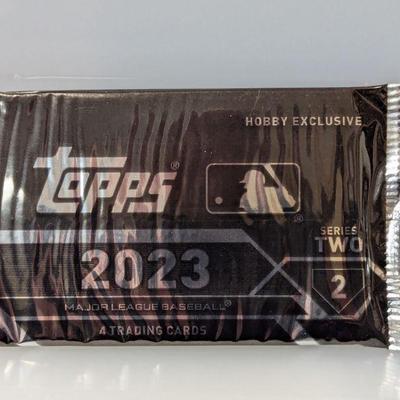 HOBBY EXCLUSIVE
Topps®
SERIES
TWO
2023
2
MAJOR LEAGUE BASEBALL®
4 TRADING CARDS